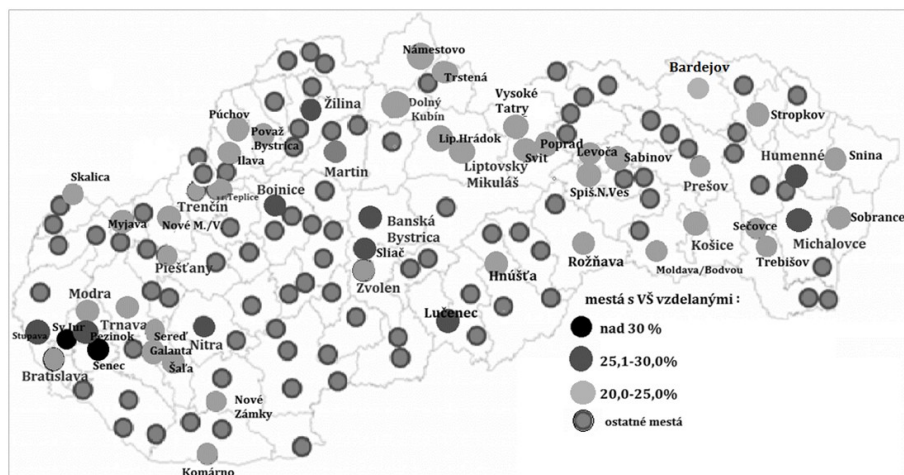 Námestovo
Trstená
Bardejov
Dolný
Kubín
Vysoké
Tatry
Žilina
Púchov
Považ
.Bystrica
Stropkov
Lip.Hrádok
Poprad
Svit
Levoča
Sabinov
Humenné
Snina
Ilava
Martin
Liptovský
Mikuláš
Spiš.N.Ves
Prešov
Skalica
Trenčín
Tr.Teplice
Bojnice
Banská
Bystrica
Sliač
Myjava
Nové M./V.
Sečovce
Sobrance
Košice
Michalovce
Trebišov
Rožňava
Moldava/Bodvou
Piešťany
Zvolen
Hnúšťa
Modra
Trnava
Lučenec
Stupava
Sv.Jur
Pezinok
Sereď
Galanta
Nitra
Senec
Šaľa
Bratislava
Nové
Zámky
Komárno
mestá s VŠ vzdelanými :
nad 30 %
25,1-30,0%
20,0-25,0%
ostatné mestá